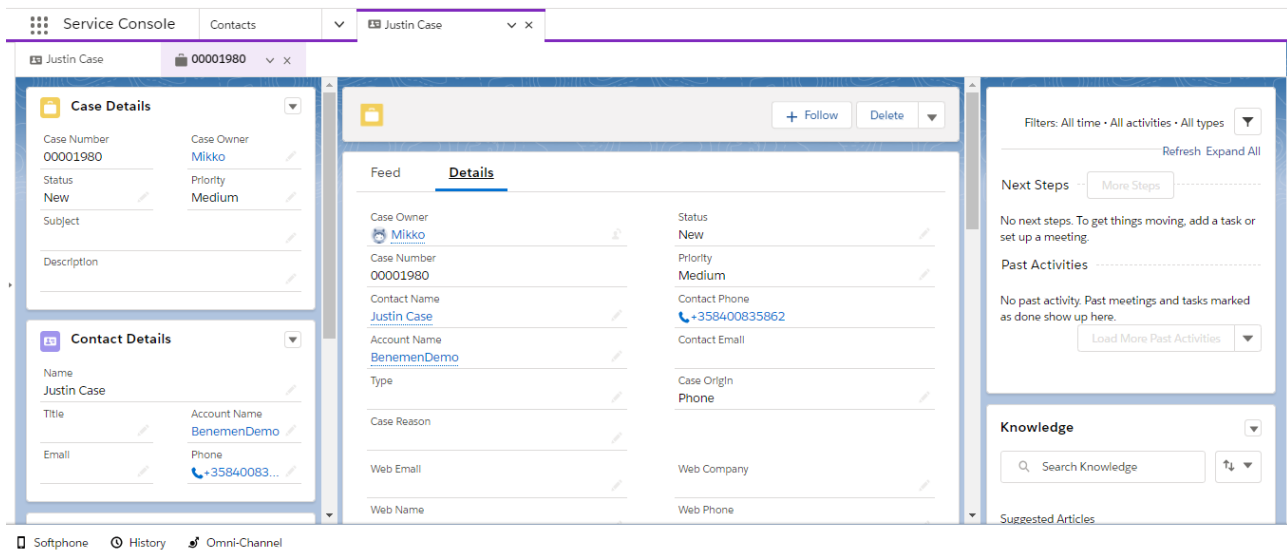 Service Console Contacts Justin Case
Justin Case 00001980
Case Details
Case Number Case Owner
00001980 Mikko
Status Priority
New Medium
Subject
Description
Contact Details
Name
Justin Case
Title Account Name
BenemenDemo
Email Phone
+35840083...
+ Follow Delete
Feed Details
Case Owner Status
Mikko New
Case Number Priority
00001980 Medium
Contact Name Contact Phone
Justin Case +358400835862
Account Name Contact Email
BenemenDemo
Type Case Origin
Phone
Case Reason
Web Email Web Company
Web Name Web Phone
Filters: All time • All activities • All types
Refresh Expand All
Next Steps More Steps
No next steps. To get things moving, add a task or
set up a meeting.
Past Activities
No past activity. Past meetings and tasks marked
as done show up here.
Load More Past Activities
Knowledge
Search Knowledge
Suggested Articles
Softphone History Omni-Channel